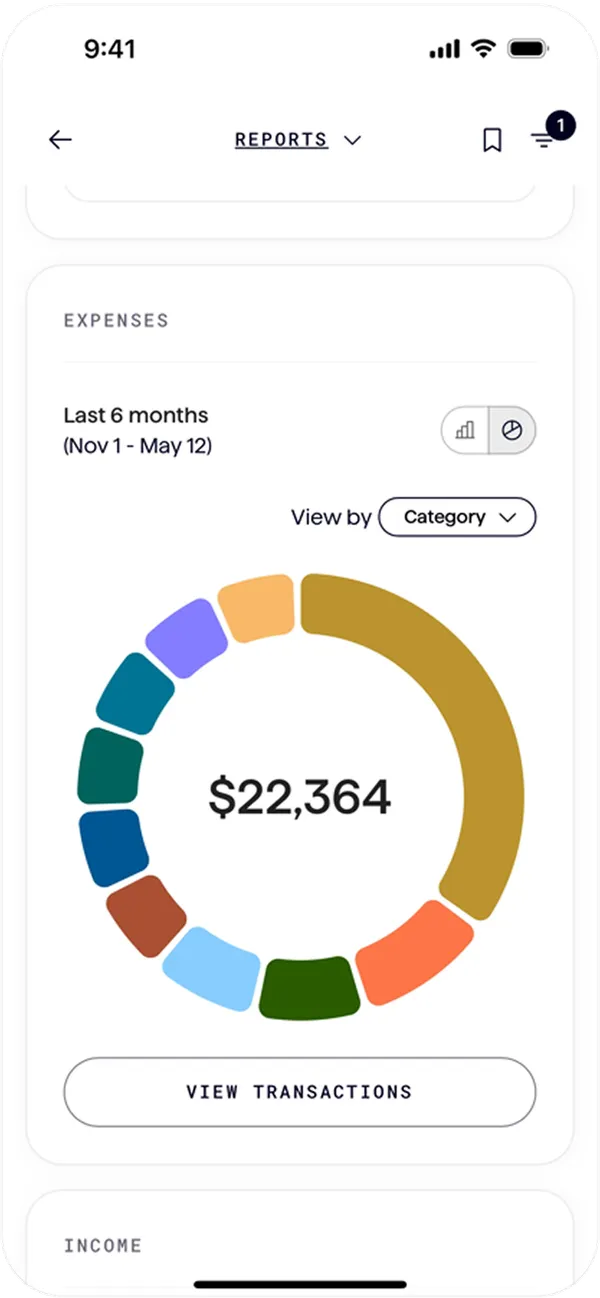 9:41
REPORTS
1
EXPENSES
Last 6 months
(Nov 1 - May 12)
View by Category
$22,364
VIEW TRANSACTIONS
INCOME